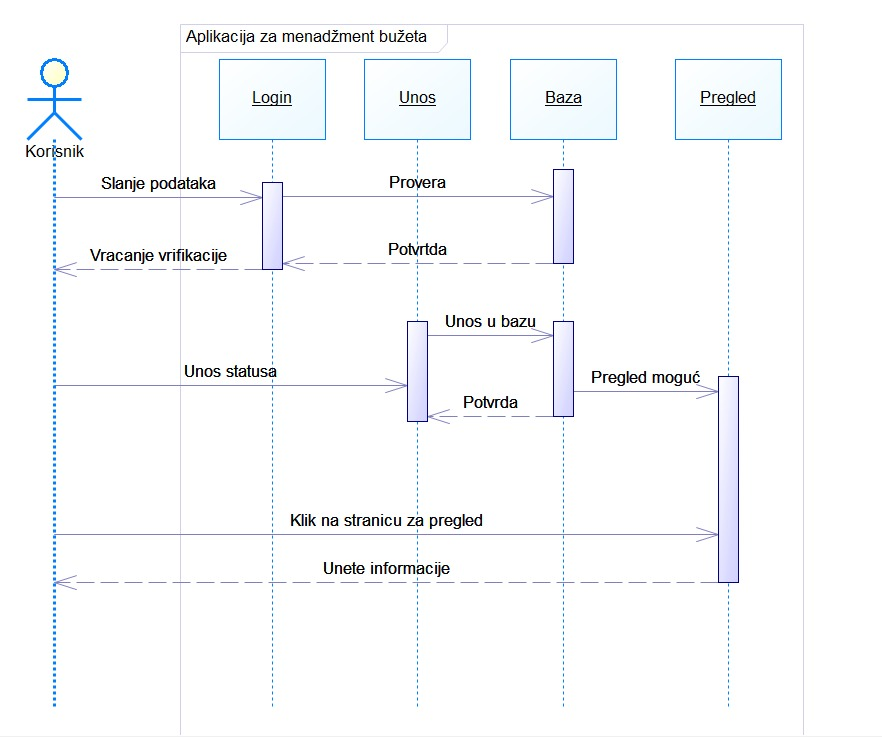 Aplikacija za menadžment bužeta
Login
Unos
Baza
Pregled
Korisnik
Slanje podataka
Provera
Potvrtda
Vracanje vrifikacije
Unos u bazu
Unos statusa
Pregled moguć
Potvrda
Klik na stranicu za pregled
Unete informacije